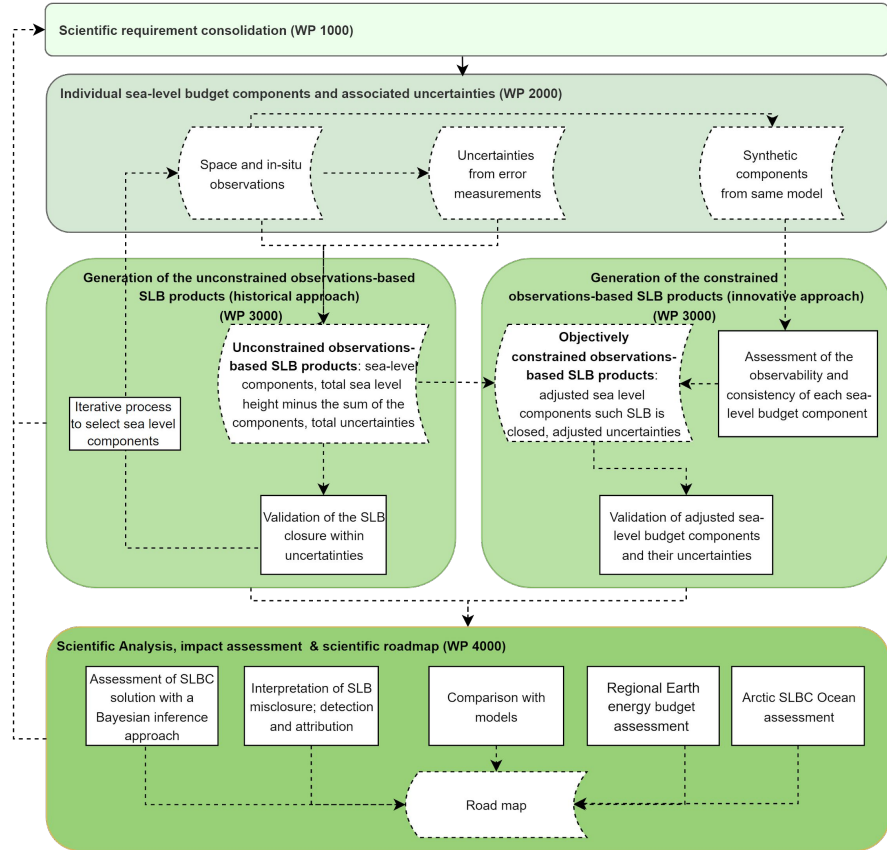 Scientific requirement consolidation (WP 1000)
Individual sea-level budget components and associated uncertainties (WP 2000)
Space and in-situ
observations
Uncertainties
from error
measurements
Synthetic
components
from same model
Generation of the unconstrained observations-based
SLB products (historical approach)
(WP 3000)
Unconstrained observations-
based SLB products: sea-level
components, total sea level
height minus the sum of the
components, total uncertainties
Iterative process
to select sea level
components
Validation of the SLB
closure within
uncertatinties
Generation of the constrained
observations-based SLB products (innovative approach)
(WP 3000)
Objectively
constrained observations-
based SLB products:
adjusted sea level
components such SLB is
closed, adjusted uncertainties
Assessment of the
observability and
consistency of each sea-
level budget component
Validation of adjusted sea-
level budget components
and their uncertainties
Scientific Analysis, impact assessment & scientific roadmap (WP 4000)
Assessment of SLBC
solution with a
Bayesian inference
approach
Interpretation of SLB
misclosure; detection
and attribution
Comparison with
models
Regional Earth
energy budget
assessment
Arctic SLBC Ocean
assessment
Road map